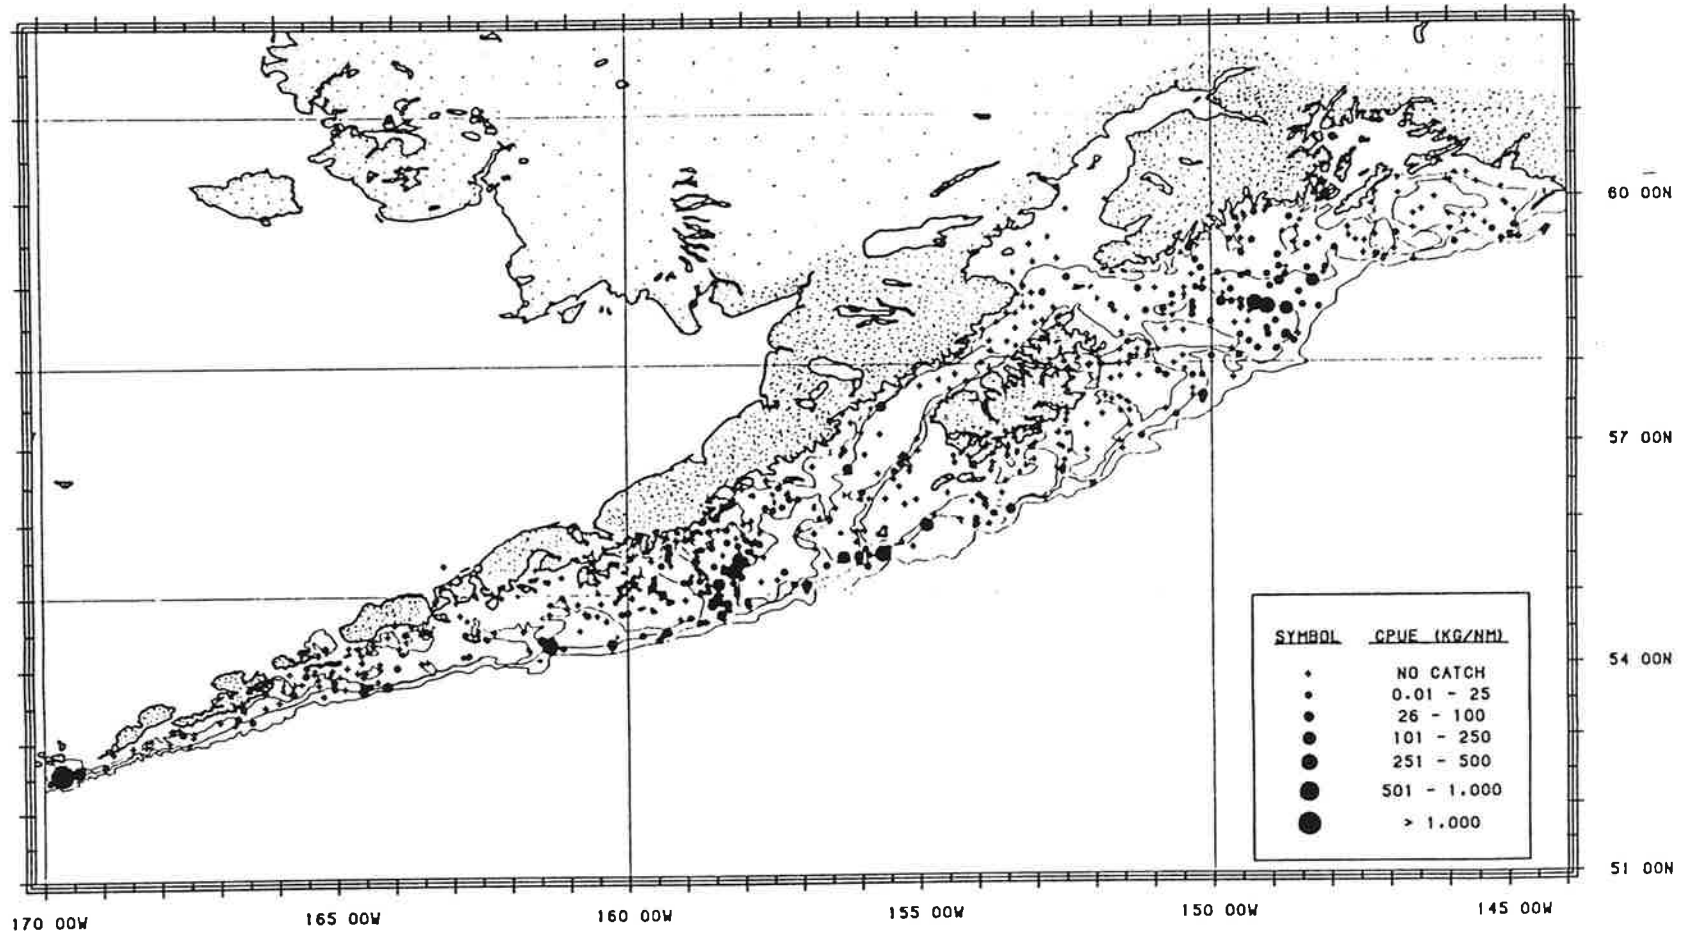 60 00N
57 00N
SYMBOL CPUE (KG/NM)
NO CATCH
0.01 - 25
26 - 100
101 - 250
251 - 500
501 - 1.000
> 1.000
54 00N
51 00N
170 00W 165 00W 160 00W 155 00W 150 00W 145 00W